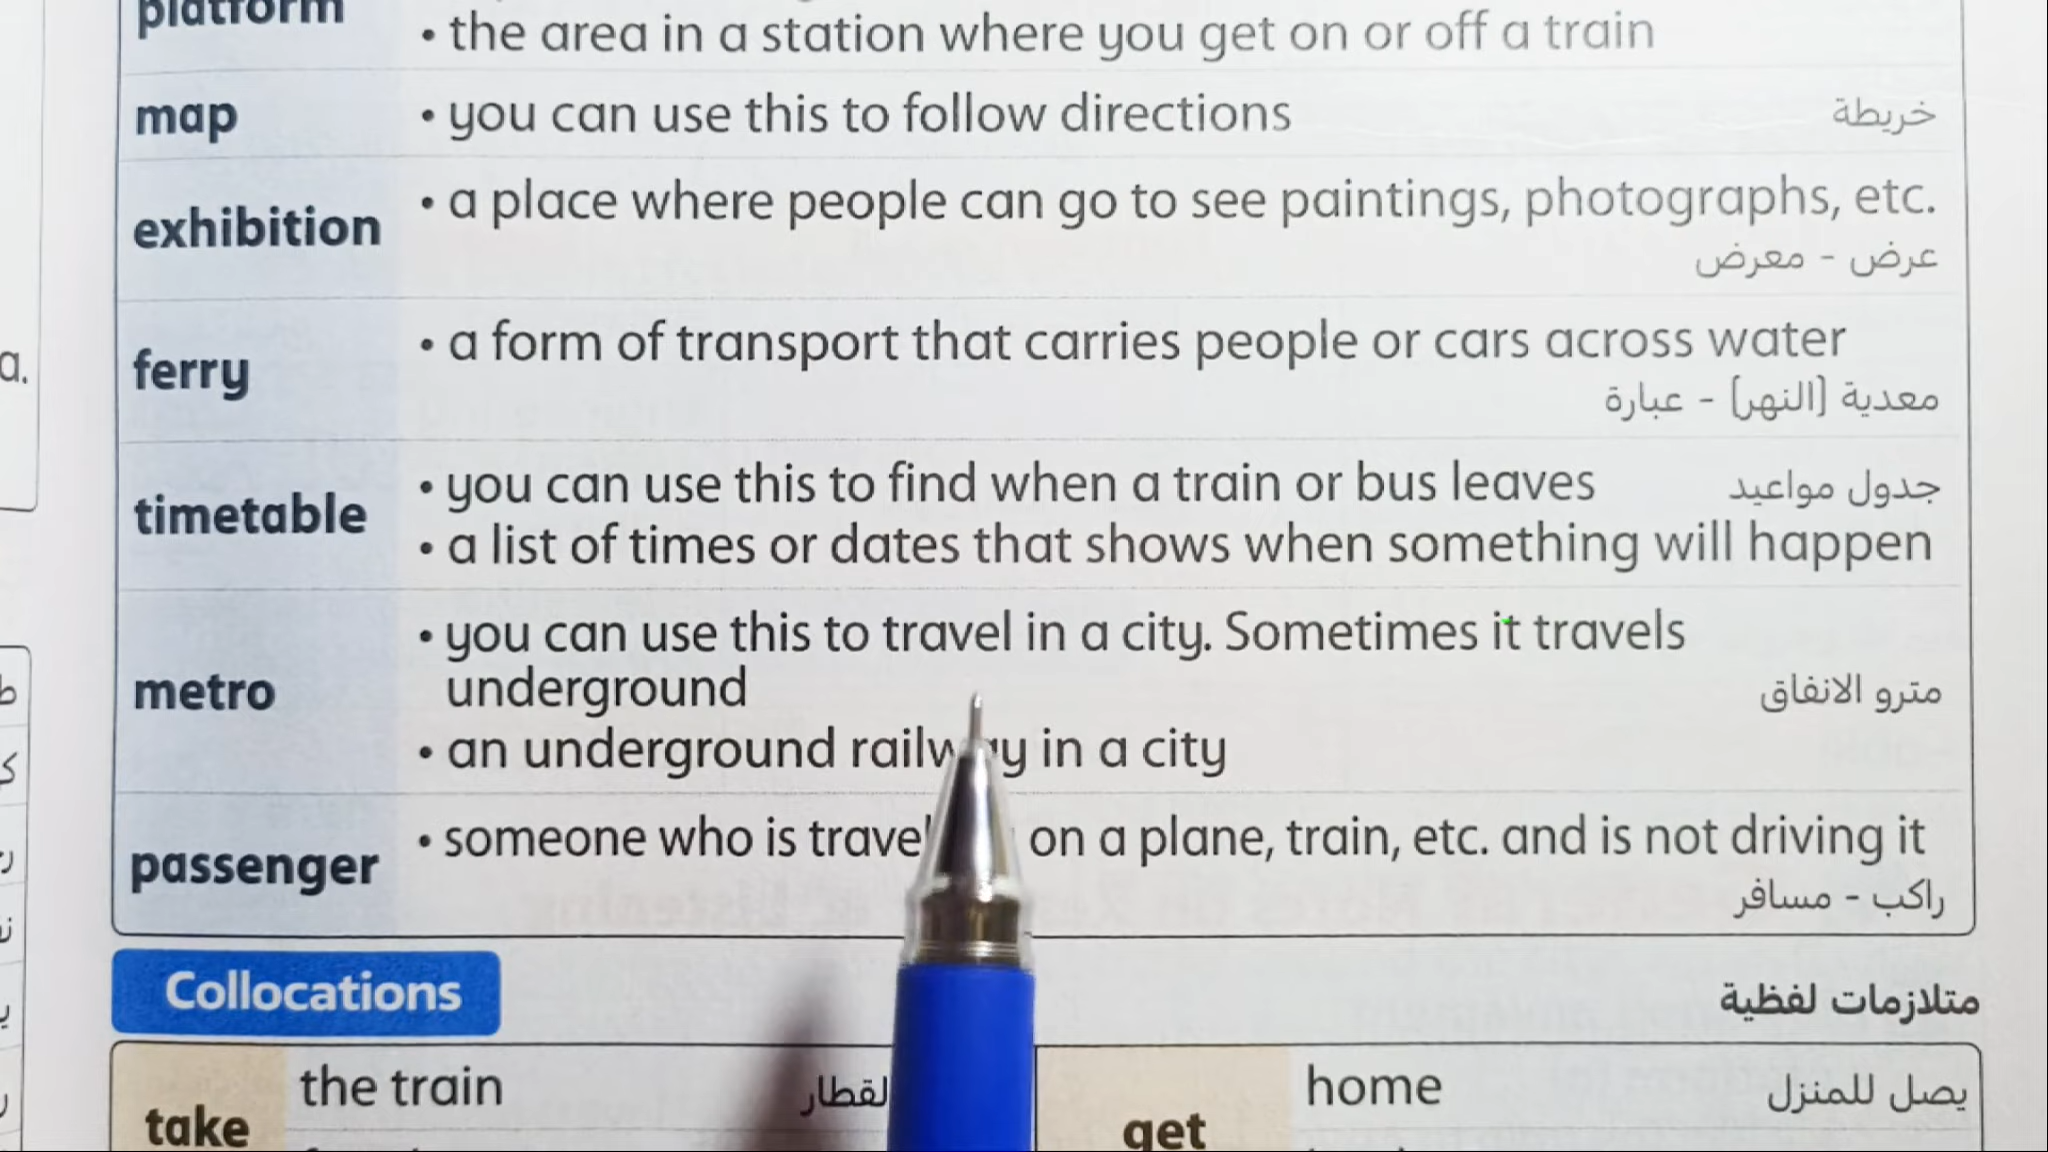 platform
• the area in a station where you get on or off a train
map • you can use this to follow directions خريطة
exhibition • a place where people can go to see paintings, photographs, etc.
عرض - معرض
ferry • a form of transport that carries people or cars across water
معدية (النهر) - عبارة
timetable • you can use this to find when a train or bus leaves جدول مواعيد
• a list of times or dates that shows when something will happen
metro • you can use this to travel in a city. Sometimes it travels
underground مترو الانفاق
• an underground railway in a city
passenger • someone who is on a plane, train, etc. and is not driving it
راكب - مسافر
Collocations متلازمات لفظية
take the train القطار
get home يصل للمنزل
a.